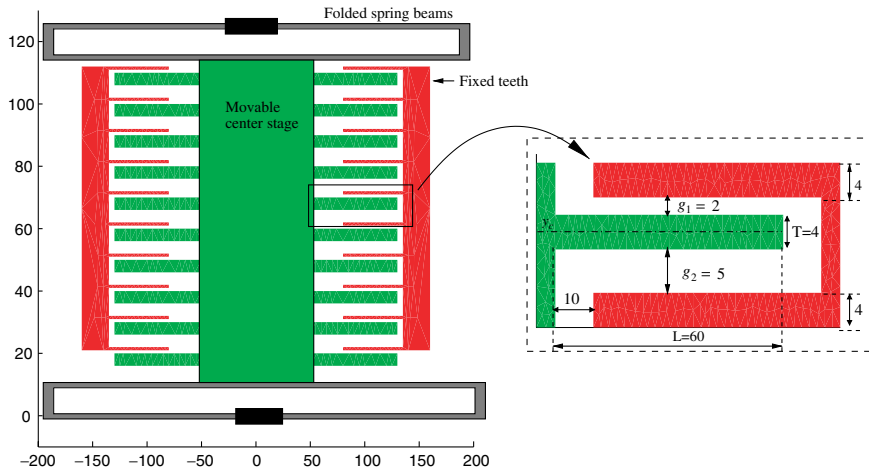 Folded spring beams
120
100
80
60
40
20
0
Movable
center stage
Fixed teeth
−200 −150 −100 −50 0 50 100 150 200
g1 = 2
4
T=4
g2 = 5
10
4
L=60